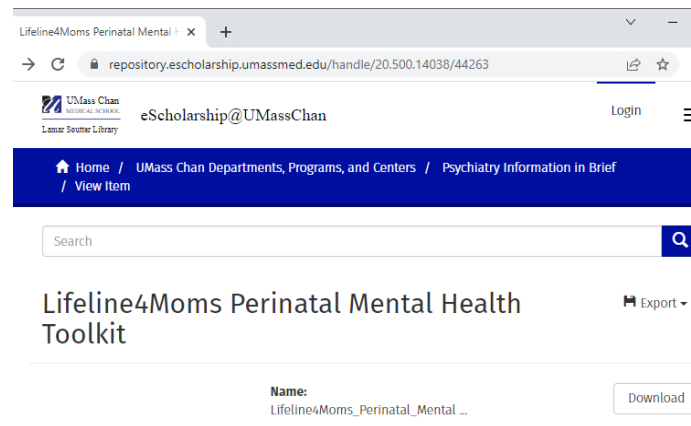 Lifeline4Moms Perinatal Mental H
repository.escholarship.umassmed.edu/handle/20.500.14038/44263
UMass Chan
MEDICAL SCHOOL
Lamar Soutter Library
eScholarship@UMassChan
Login
Home / UMass Chan Departments, Programs, and Centers / Psychiatry Information in Brief
/ View Item
Search
Lifeline4Moms Perinatal Mental Health
Toolkit
Export
Name:
Lifeline4Moms_Perinatal_Mental ...
Download